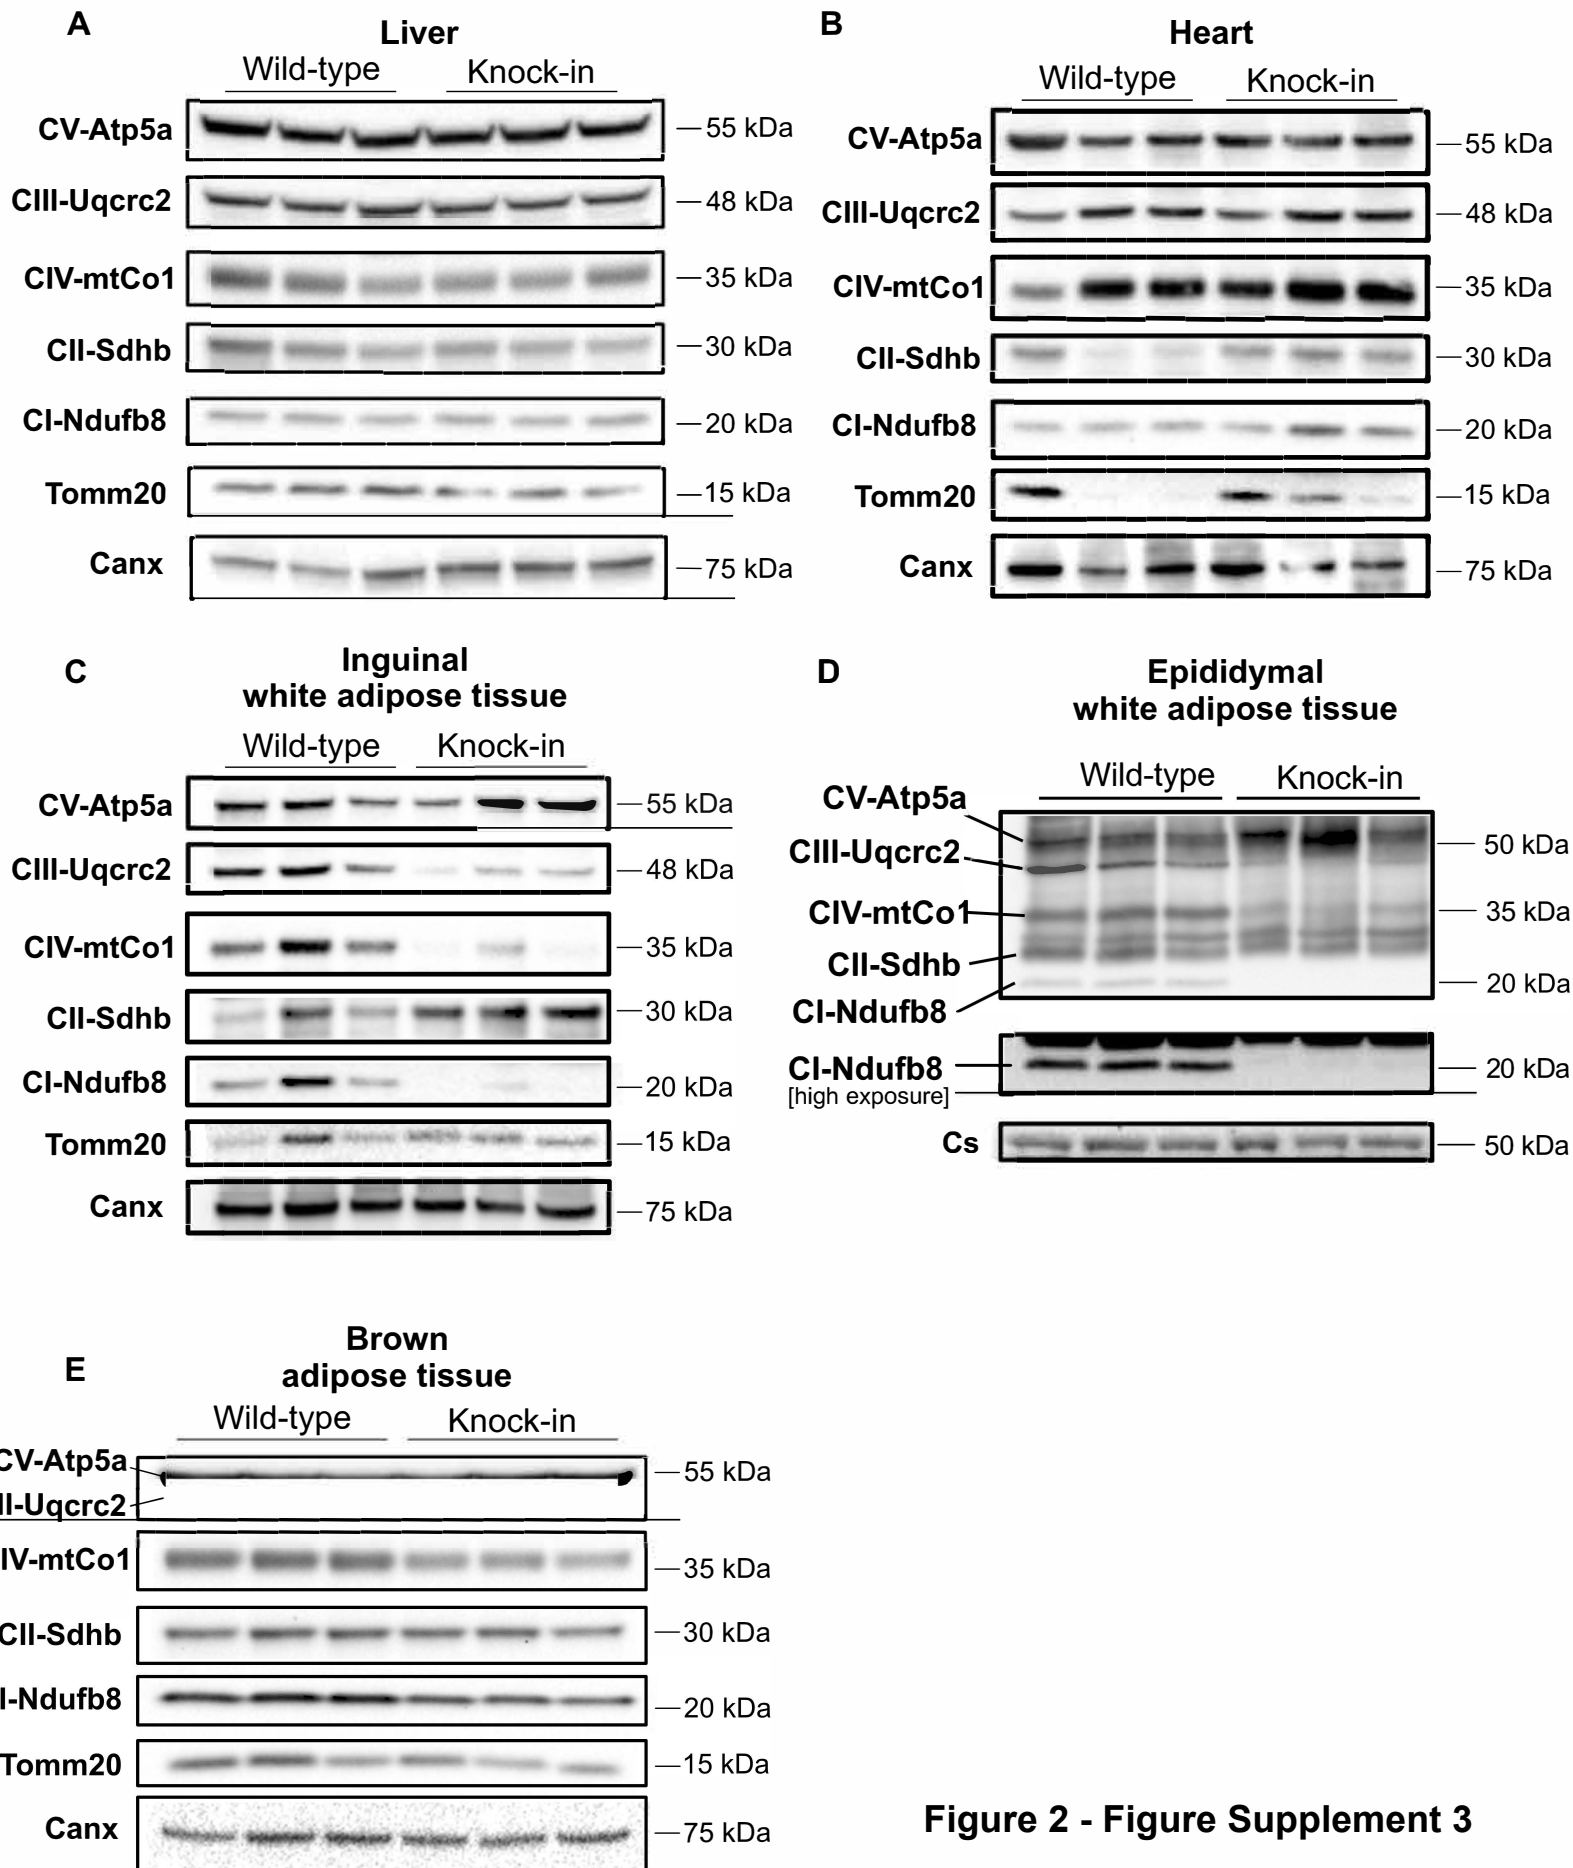 A
Liver
Wild-type Knock-in
CV-Atp5a 55 kDa
CIII-Uqcrc2 48 kDa
CIV-mtCo1 35 kDa
CII-Sdhb 30 kDa
CI-Ndufb8 20 kDa
Tomm20 15 kDa
Canx 75 kDa
B
Heart
Wild-type Knock-in
CV-Atp5a 55 kDa
CIII-Uqcrc2 48 kDa
CIV-mtCo1 35 kDa
CII-Sdhb 30 kDa
CI-Ndufb8 20 kDa
Tomm20 15 kDa
Canx 75 kDa
C
Inguinal
white adipose tissue
Wild-type Knock-in
CV-Atp5a 55 kDa
CIII-Uqcrc2 48 kDa
CIV-mtCo1 35 kDa
CII-Sdhb 30 kDa
CI-Ndufb8 20 kDa
Tomm20 15 kDa
Canx 75 kDa
D
Epididymal
white adipose tissue
Wild-type Knock-in
CV-Atp5a 50 kDa
CIII-Uqcrc2
CIV-mtCo1 35 kDa
CII-Sdhb
CI-Ndufb8 20 kDa
CI-Ndufb8 20 kDa
[high exposure]
Cs 50 kDa
E
Brown
adipose tissue
Wild-type Knock-in
CV-Atp5a 55 kDa
II-Uqcrc2
IV-mtCo1 35 kDa
CII-Sdhb 30 kDa
I-Ndufb8 20 kDa
Tomm20 15 kDa
Canx 75 kDa
Figure 2 - Figure Supplement 3